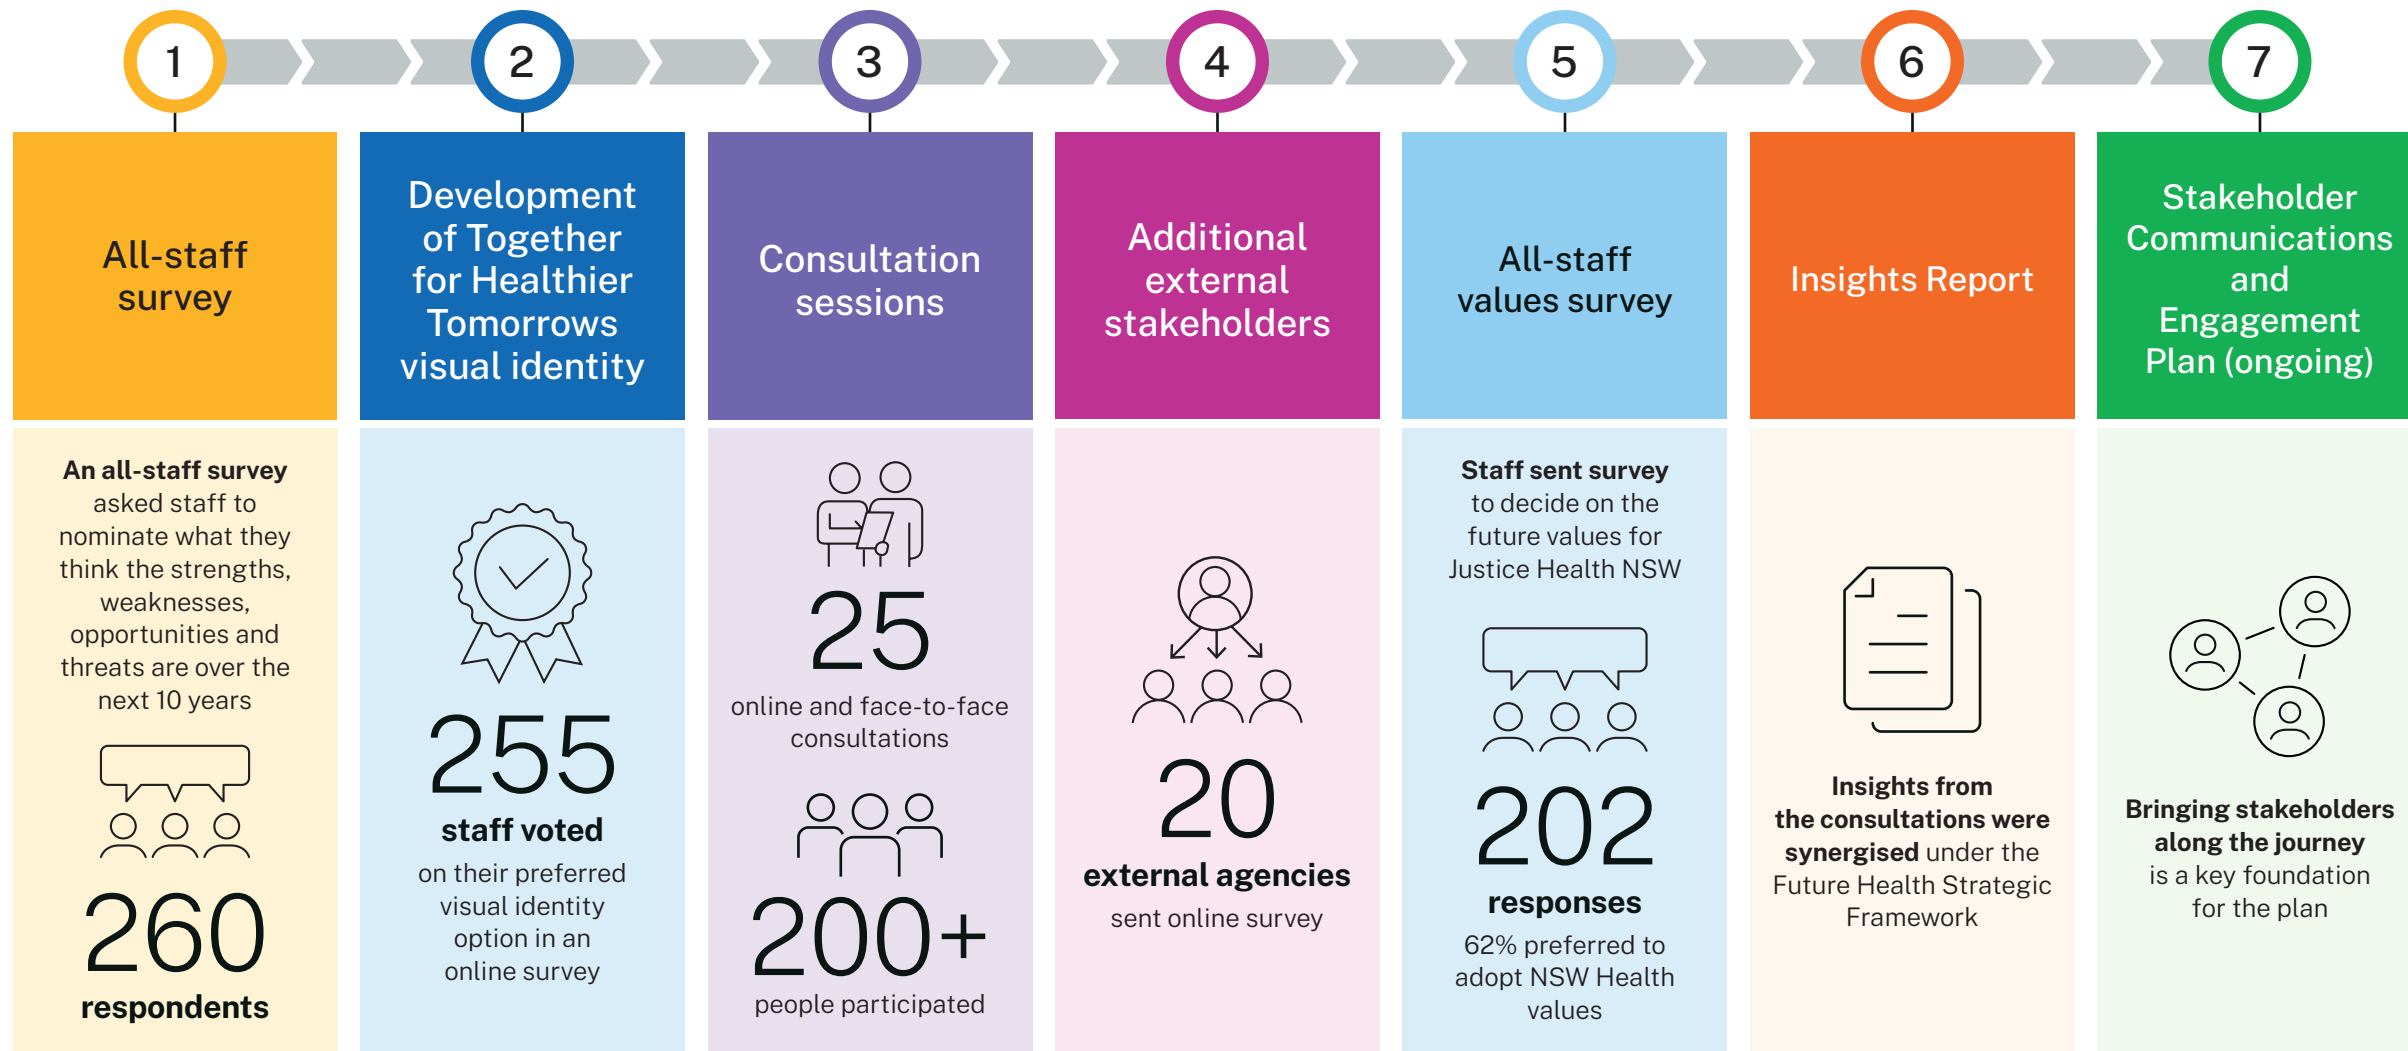 1
2
3
4
5
6
7
All-staff
survey
Development
of Together
for Healthier
Tomorrows
visual identity
Consultation
sessions
Additional
external
stakeholders
All-staff
values survey
Insights Report
Stakeholder
Communications
and
Engagement
Plan (ongoing)
An all-staff survey
asked staff to
nominate what they
think the strengths,
weaknesses,
opportunities and
threats are over the
next 10 years
260
respondents
255
staff voted
on their preferred
visual identity
option in an
online survey
25
online and face-to-face
consultations
200+
people participated
20
external agencies
sent online survey
Staff sent survey
to decide on the
future values for
Justice Health NSW
202
responses
62% preferred to
adopt NSW Health
values
Insights from
the consultations were
synergised under the
Future Health Strategic
Framework
Bringing stakeholders
along the journey
is a key foundation
for the plan